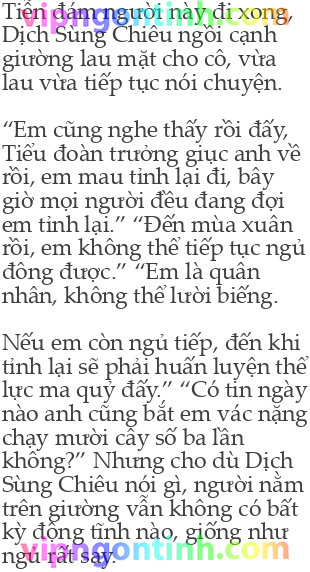 Tiễn đám người này đi xong,
Dịch Sùng Chiêu ngồi cạnh
giường lau mặt cho cô, vừa
lau vừa tiếp tục nói chuyện.
“Em cũng nghe thấy rồi đấy,
Tiểu đoàn trưởng giục anh về
rồi, em mau tỉnh lại đi, bây
giờ mọi người đều đang đợi
em tỉnh lại.” “Đến mùa xuân
rồi, em không thể tiếp tục ngủ
đông được.” “Em là quân
nhân, không thể lười biếng.
Nếu em còn ngủ tiếp, đến khi
tỉnh lại sẽ phải huấn luyện thể
lực ma quỷ đấy.” “Có tin ngày
nào anh cũng bắt em vác nặng
chạy mười cây số ba lần
không?” Nhưng cho dù Dịch
Sùng Chiêu nói gì, người nằm
trên giường vẫn không có bất
kỳ động tĩnh nào, giống như
ngủ rất say.
vipngontinh.com
vipngontinh.com